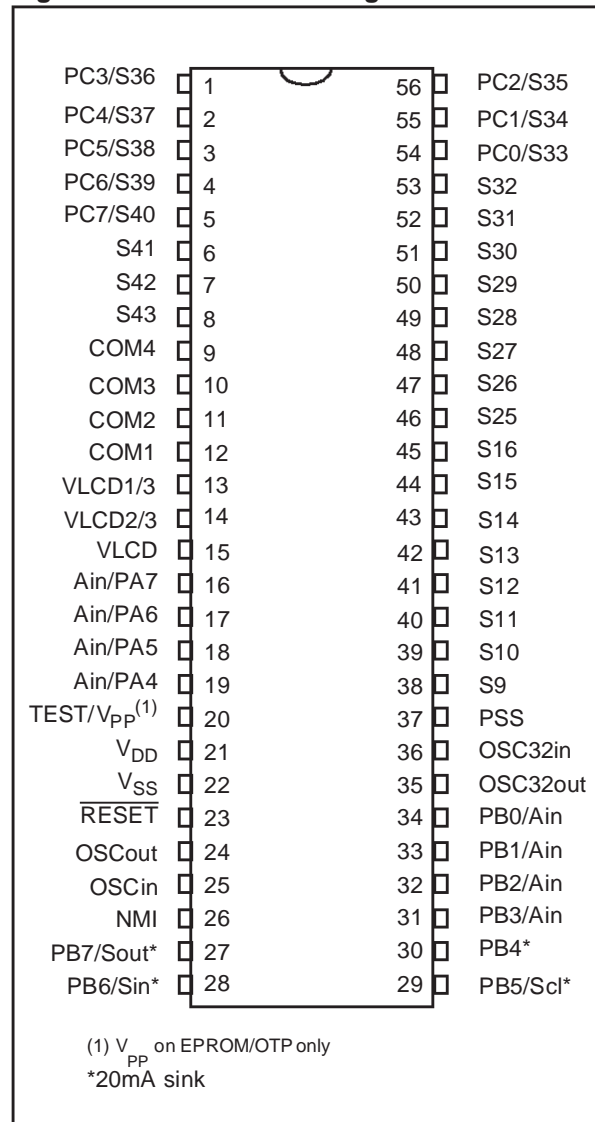 PC3/S36 1 56 PC2/S35
PC4/S37 2 55 PC1/S34
PC5/S38 3 54 PC0/S33
PC6/S39 4 53 S32
PC7/S40 5 52 S31
S41 6 51 S30
S42 7 50 S29
S43 8 49 S28
COM4 9 48 S27
COM3 10 47 S26
COM2 11 46 S25
COM1 12 45 S16
VLCD1/3 13 44 S15
VLCD2/3 14 43 S14
VLCD 15 42 S13
Ain/PA7 16 41 S12
Ain/PA6 17 40 S11
Ain/PA5 18 39 S10
Ain/PA4 19 38 S9
TEST/VPP(1) 20 37 PSS
VDD 21 36 OSC32in
VSS 22 35 OSC32out
RESET 23 34 PB0/Ain
OSCout 24 33 PB1/Ain
OSCin 25 32 PB2/Ain
NMI 26 31 PB3/Ain
PB7/Sout* 27 30 PB4*
PB6/Sin* 28 29 PB5/Scl*
(1) VPP on EPROM/OTP only
*20mA sink